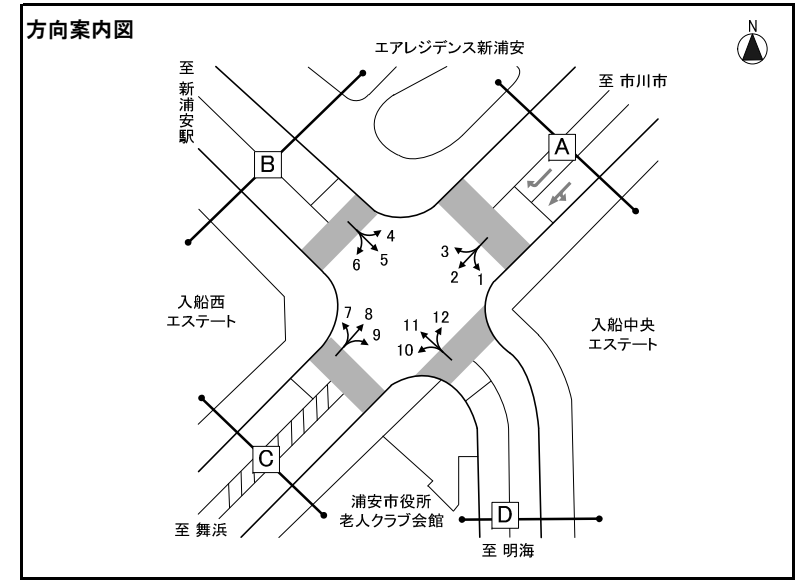 方向案内図
N
エアレジデンス新浦安
至 新浦安駅
至 市川市
A
B
4
5
6
3
2
1
7
8
9
11
12
10
入船西
エステート
入船中央
エステート
C
D
浦安市役所
老人クラブ会館
至 舞浜
至 明海